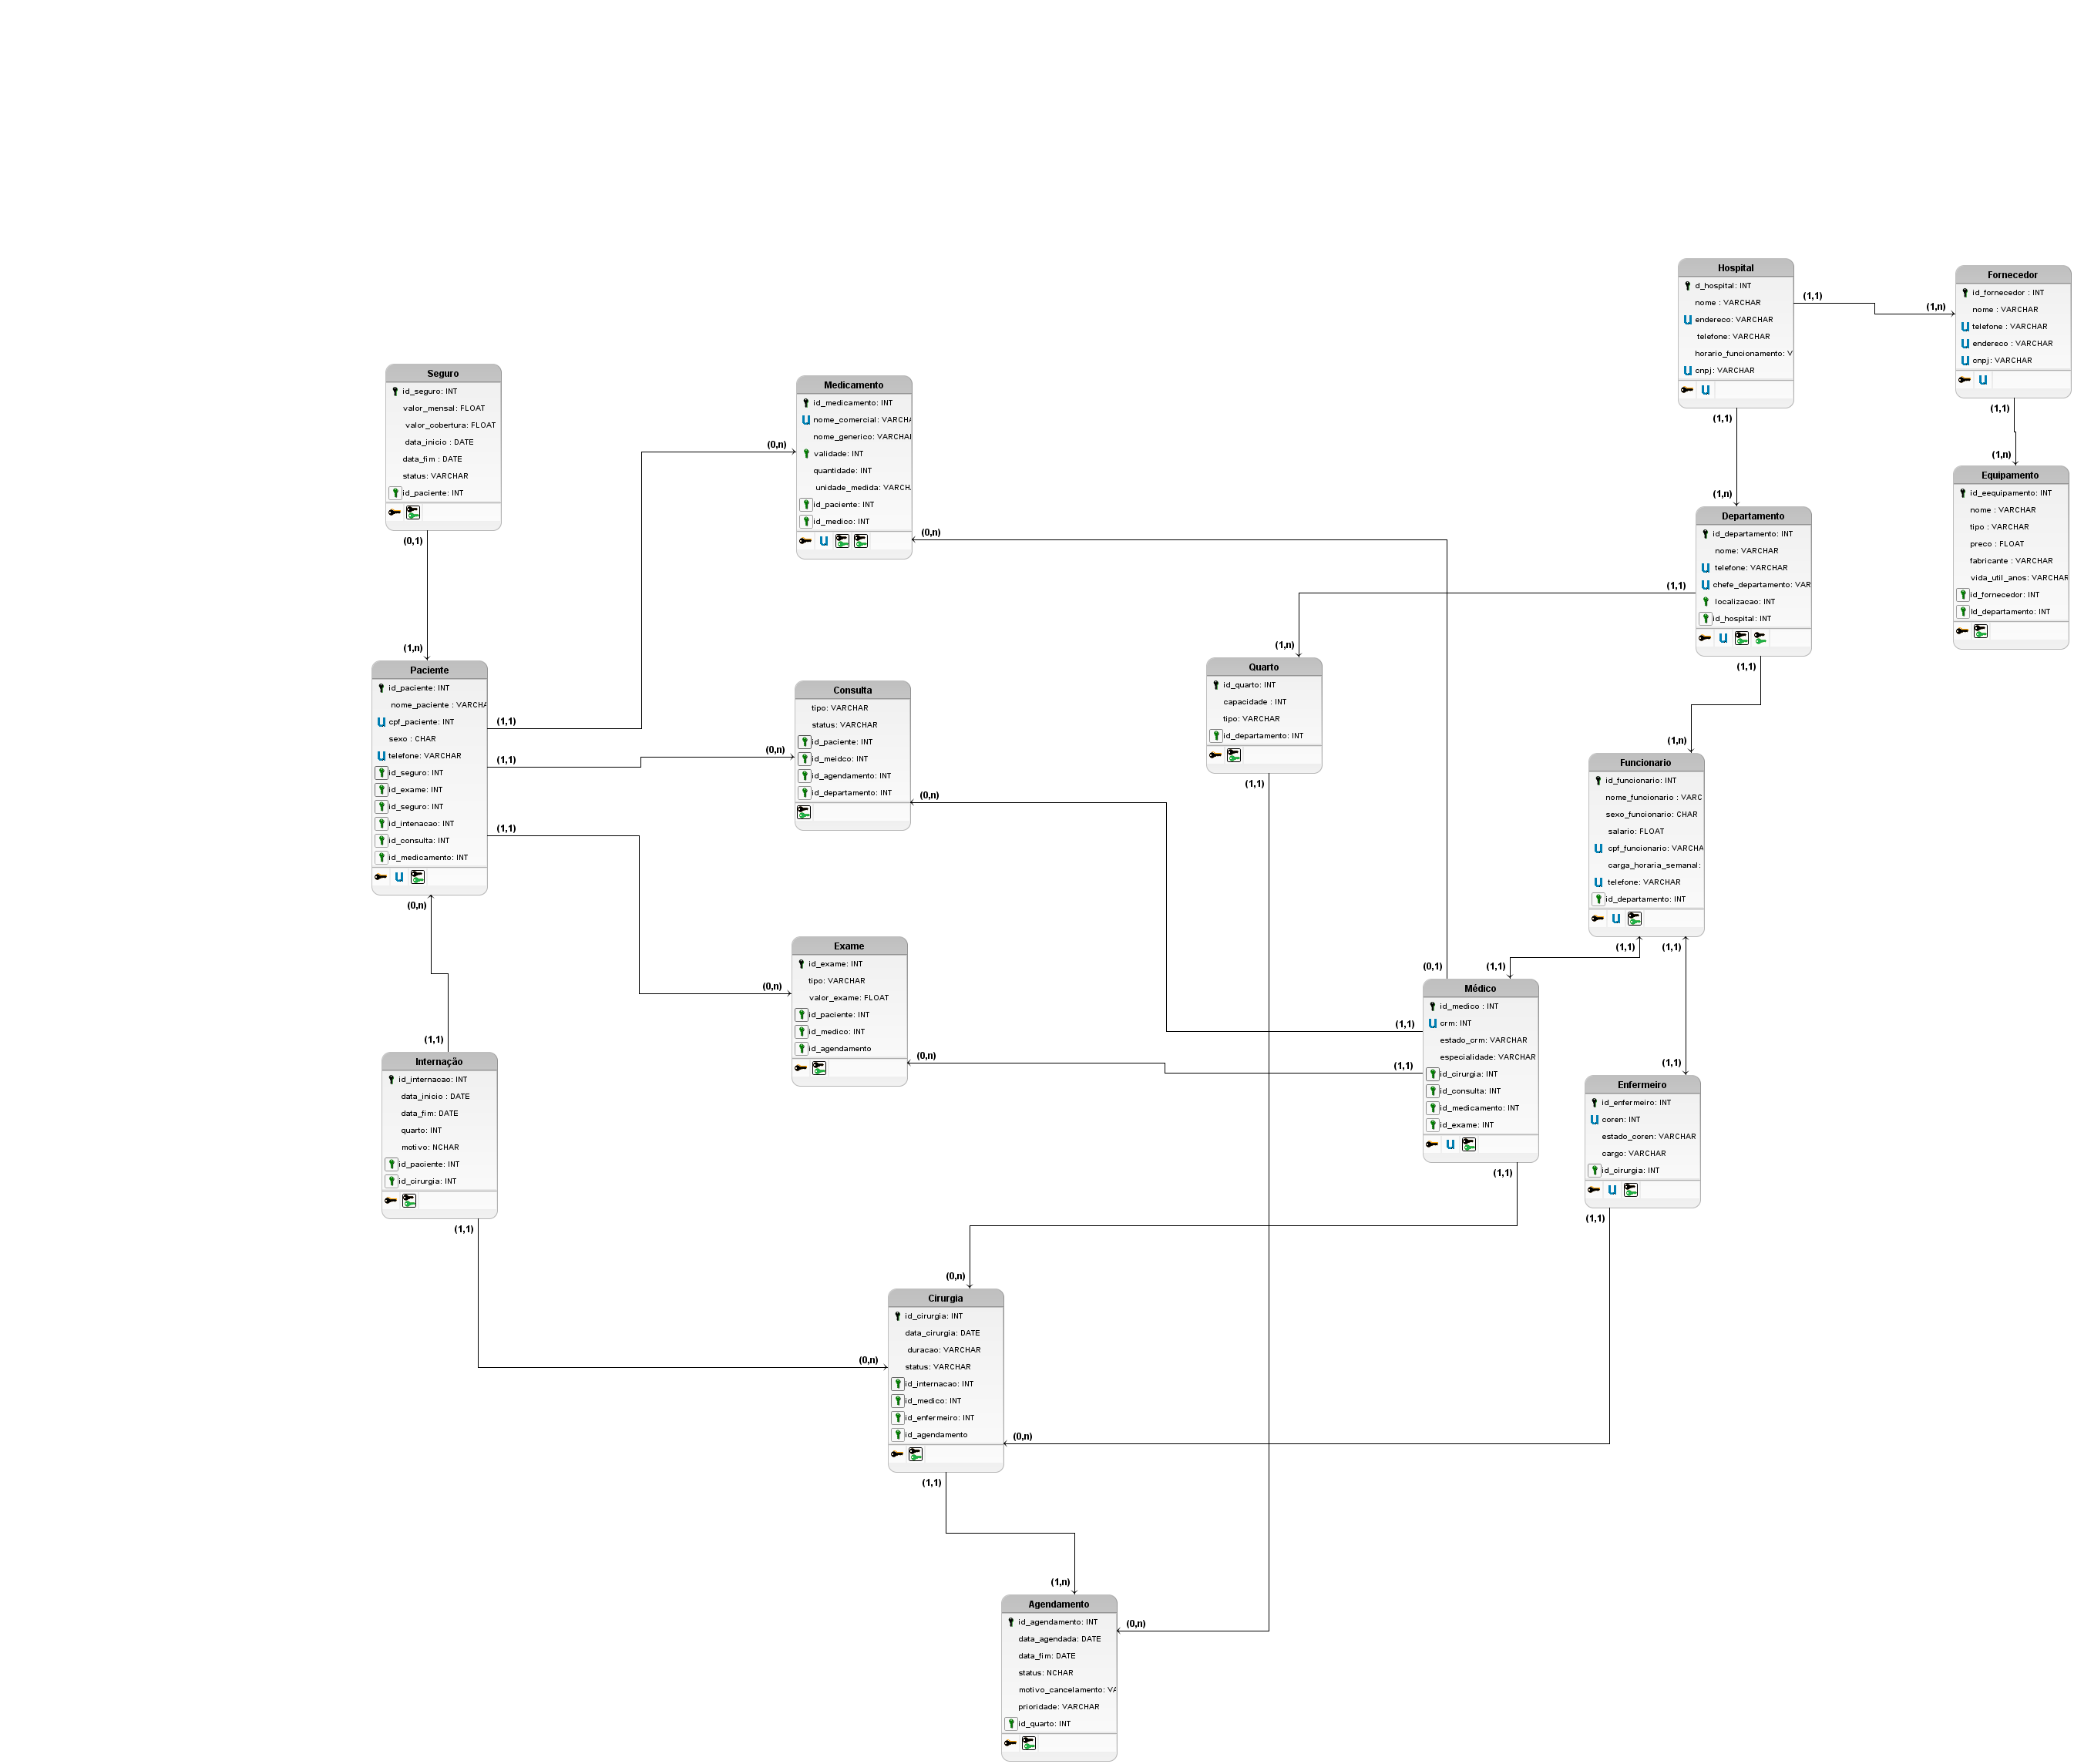 Hospital
d_hospital: INT
nome : VARCHAR
endereco: VARCHAR
telefone: VARCHAR
horario_funcionamento: V
cnpj: VARCHAR
(1,1)
(1,n)
Fornecedor
id_fornecedor : INT
nome : VARCHAR
telefone : VARCHAR
endereco : VARCHAR
cnpj: VARCHAR
(1,1)
(1,n)
(1,1)
(1,n)
Seguro
id_seguro: INT
valor_mensal: FLOAT
valor_cobertura: FLOAT
data_inicio : DATE
data_fim : DATE
status: VARCHAR
id_paciente: INT
(0,1)
(1,n)
Medicamento
id_medicamento: INT
nome_comercial: VARCHA
nome_generico: VARCHAI
validade: INT
quantidade: INT
unidade_medida: VARCH
id_paciente: INT
id_medico: INT
(0,n)
(0,n)
Equipamento
id_eequipamento: INT
nome : VARCHAR
tipo : VARCHAR
preco : FLOAT
fabricante : VARCHAR
vida_util_anos: VARCHAR
id_fornecedor: INT
Id_departamento: INT
Departamento
id_departamento: INT
nome: VARCHAR
telefone: VARCHAR
chefe_departamento: VAR
localizacao: INT
id_hospital: INT
(1,1)
(1,n)
(1,1)
(1,n)
Paciente
id_paciente: INT
nome_paciente : VARCHA
cpf_paciente: INT
sexo : CHAR
telefone: VARCHAR
id_seguro: INT
id_exame: INT
id_seguro: INT
id_intenacao: INT
id_consulta: INT
id_medicamento: INT
(1,1)
(1,1)
(1,1)
(0,n)
Consulta
tipo: VARCHAR
status: VARCHAR
id_paciente: INT
id_meidco: INT
id_agendamento: INT
id_departamento: INT
(0,n)
(0,n)
Quarto
id_quarto: INT
capacidade : INT
tipo: VARCHAR
id_departamento: INT
(1,1)
Funcionario
id_funcionario: INT
nome_funcionario : VARC
sexo_funcionario: CHAR
salario: FLOAT
cpf_funcionario: VARCHA
carga_horaria_semanal:
telefone: VARCHAR
id_departamento: INT
(1,1)
(1,1)
(1,1)
(0,1)
Exame
id_exame: INT
tipo: VARCHAR
valor_exame: FLOAT
id_paciente: INT
id_medico: INT
id_agendamento
(0,n)
(0,n)
Médico
id_medico : INT
crm: INT
estado_crm: VARCHAR
especialidade: VARCHAR
id_cirurgia: INT
id_consulta: INT
id_medicamento: INT
id_exame: INT
(1,1)
(1,1)
(1,1)
(1,1)
Internação
id_internacao: INT
data_inicio : DATE
data_fim: DATE
quarto: INT
motivo: NCHAR
id_paciente: INT
id_cirurgia: INT
(1,1)
(1,1)
Enfermeiro
id_enfermeiro: INT
coren: INT
estado_coren: VARCHAR
cargo: VARCHAR
id_cirurgia: INT
(1,1)
(0,n)
Cirurgia
id_cirurgia: INT
data_cirurgia: DATE
duracao: VARCHAR
status: VARCHAR
id_internacao: INT
id_medico: INT
id_enfermeiro: INT
id_agendamento
(0,n)
(0,n)
(1,1)
(1,n)
Agendamento
id_agendamento: INT
data_agendada: DATE
data_fim: DATE
status: NCHAR
motivo_cancelamento: VA
prioridade: VARCHAR
id_quarto: INT
(0,n)